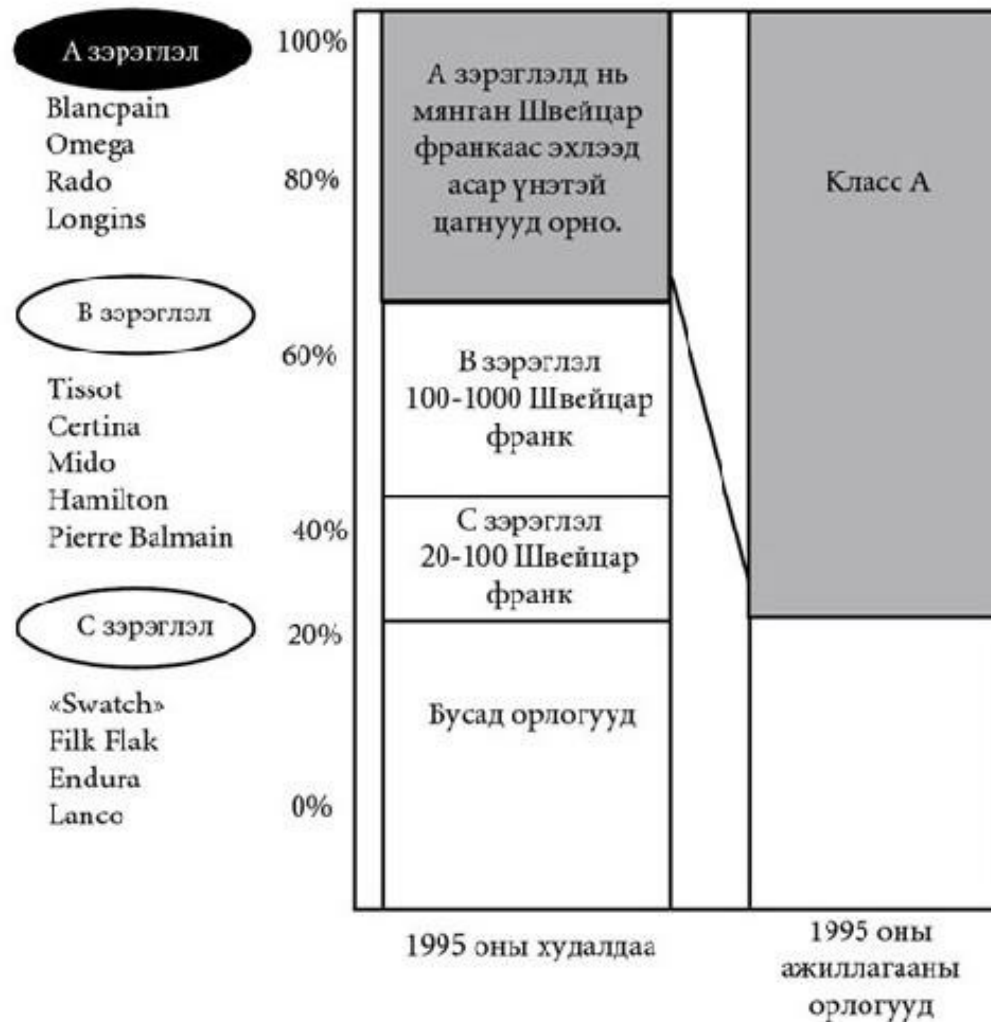 А зэрэглэл
Blancpain
Omega
Rado
Longins
В зэрэглэл
Tissot
Certina
Mido
Hamilton
Pierre Balmain
С зэрэглэл
«Swatch»
Filk Flak
Endura
Lanco
100%
80%
60%
40%
20%
0%
А зэрэглэлд нь
мянган Швейцар
франкаас эхлээд
асар үнэтэй
цагнууд орно.
В зэрэглэл
100-1000 Швейцар
франк
С зэрэглэл
20-100 Швейцар
франк
Бусад орлогууд
Класс А
1995 оны худалдаа
1995 оны
ажиллагааны
орлогууд